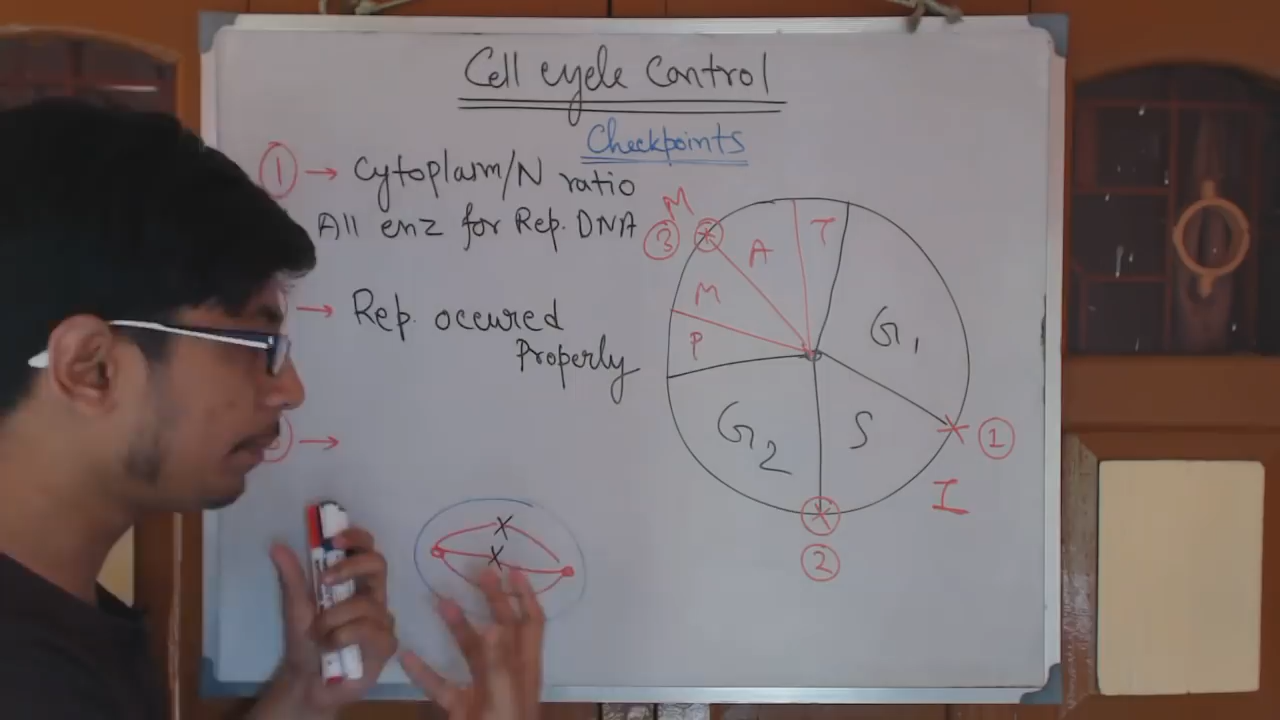 Cell cycle Control
Checkpoints
1 → Cytoplasm/N ratio
All enz for Rep. DNA
→ Rep. occured
Properly
→
M
3
A
T
M
P
G1
G2
S
1
I
2
X
X